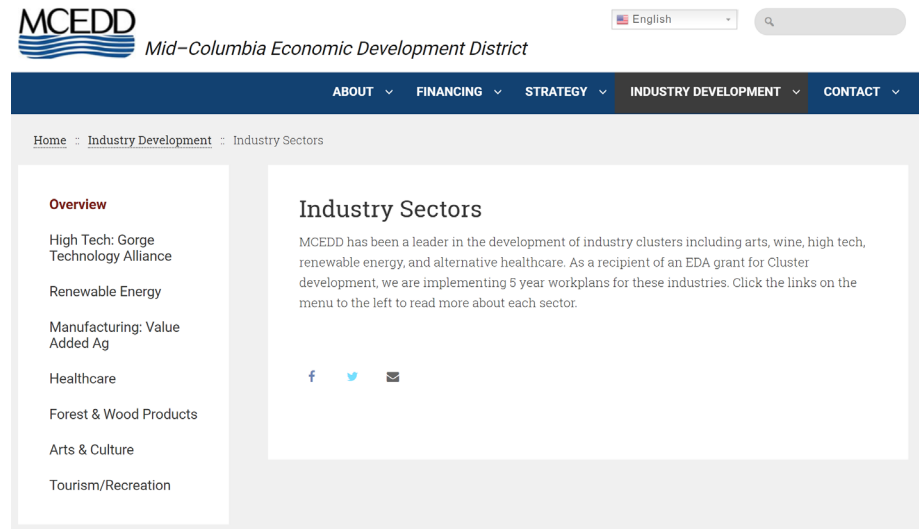 MCEDD
Mid-Columbia Economic Development District
English
ABOUT
FINANCING
STRATEGY
INDUSTRY DEVELOPMENT
CONTACT
Home :: Industry Development :: Industry Sectors
Overview
High Tech: Gorge
Technology Alliance
Renewable Energy
Manufacturing: Value
Added Ag
Healthcare
Forest & Wood Products
Arts & Culture
Tourism/Recreation
Industry Sectors
MCEDD has been a leader in the development of industry clusters including arts, wine, high tech,
renewable energy, and alternative healthcare. As a recipient of an EDA grant for Cluster
development, we are implementing 5 year workplans for these industries. Click the links on the
menu to the left to read more about each sector.